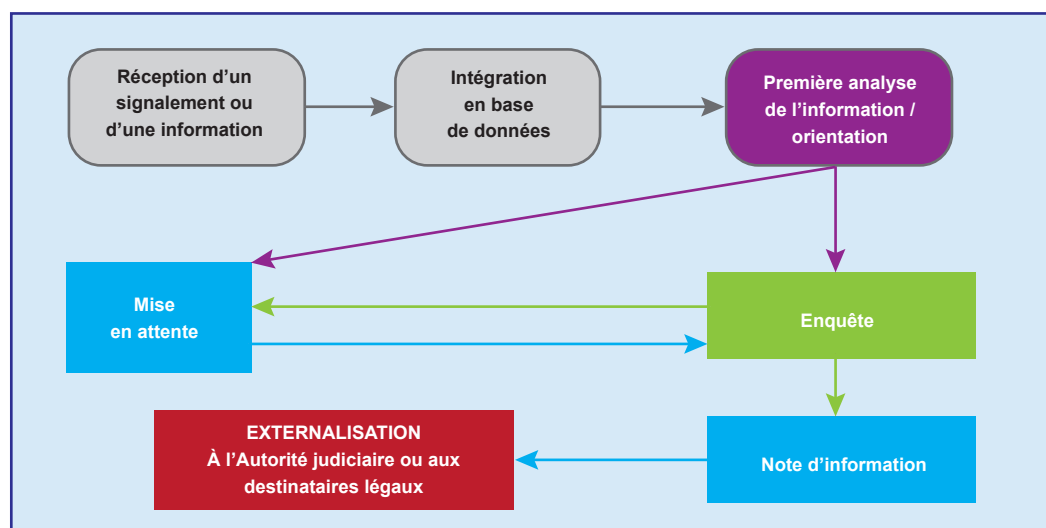 Réception d’un
signalement ou
d’une information
Intégration
en base
de données
Première analyse
de l’information /
orientation
Mise
en attente
Enquête
EXTERNALISATION
À l’Autorité judiciaire ou aux
destinataires légaux
Note d’information